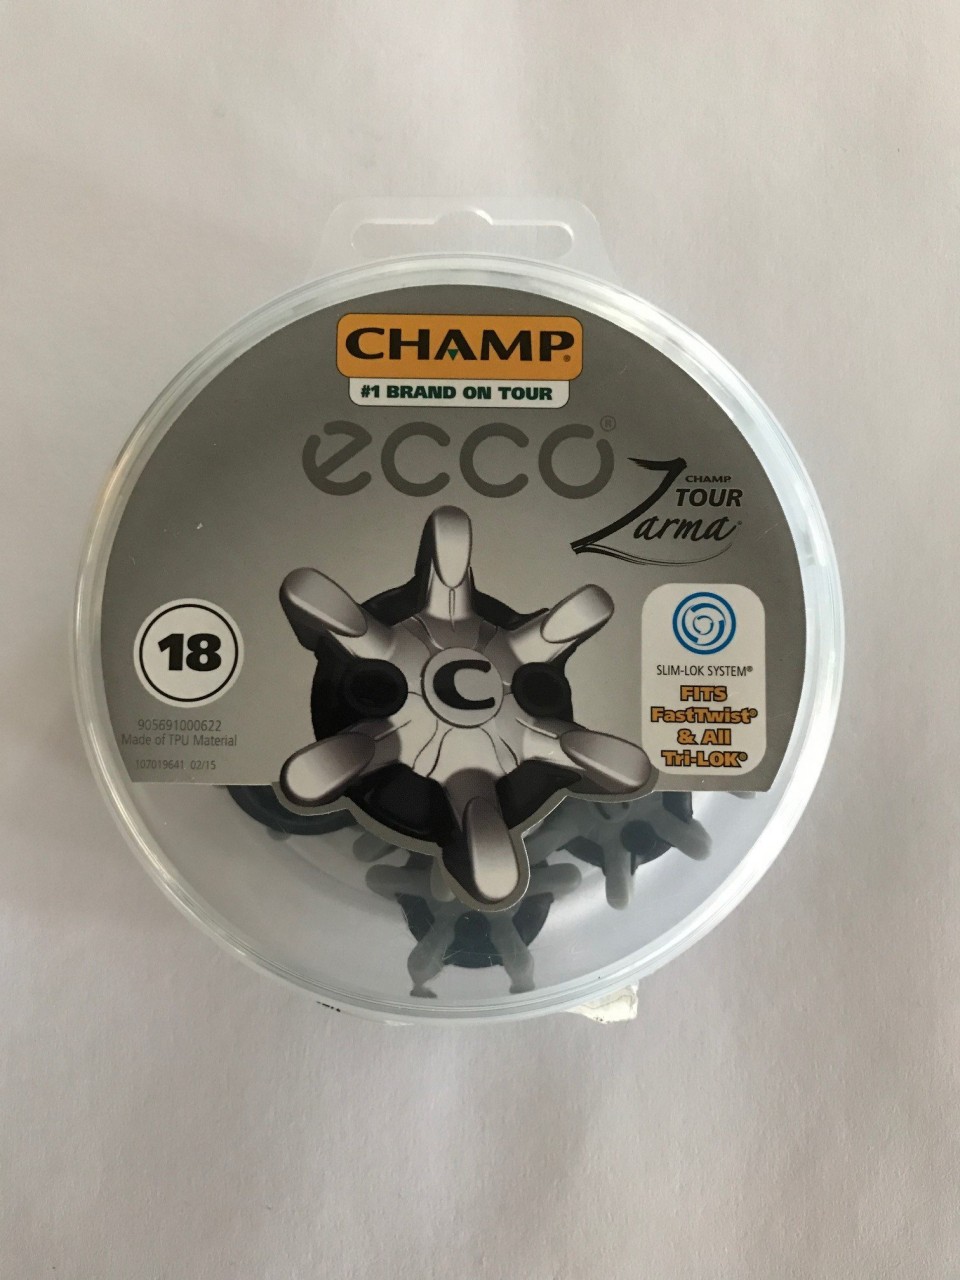 CHAMP®
#1 BRAND ON TOUR
ecco®
CHAMP
TOUR
Zarma®
18
905691000622
Made of TPU Material
107019641 02/15
C
SLIM-LOK SYSTEM®
FITS
FastTwist®
& All
Tri-LOK®